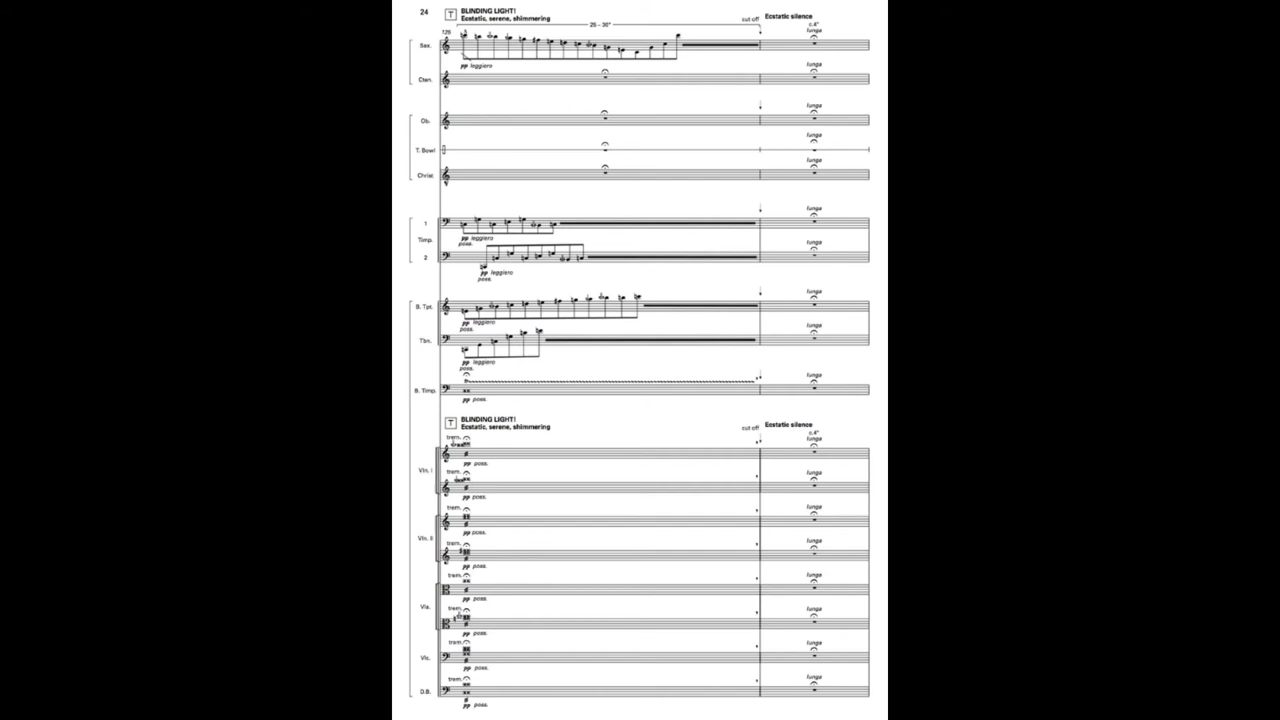 24
T
BLINDING LIGHT!
Ecstatic, serene, shimmering
25 – 30"
cut off
Ecstatic silence
c.4"
lunga
Sax.
pp leggiero
lunga
Cten.
lunga
Ob.
lunga
T. Bowl
lunga
lunga
1
pp leggiero
poss.
Timp.
lunga
2
pp leggiero
poss.
lunga
B. Tpt.
pp leggiero
poss.
lunga
Tbn.
pp leggiero
poss.
lunga
B. Timp.
pp poss.
T
BLINDING LIGHT!
Ecstatic, serene, shimmering
cut off
Ecstatic silence
c.4"
trem.
lunga
pp poss.
Vln. I
trem.
lunga
pp poss.
trem.
lunga
pp poss.
Vln. II
trem.
lunga
pp poss.
trem.
lunga
pp poss.
Vla.
trem.
lunga
pp poss.
trem.
lunga
Vlc.
pp poss.
trem.
lunga
D.B.
pp poss.